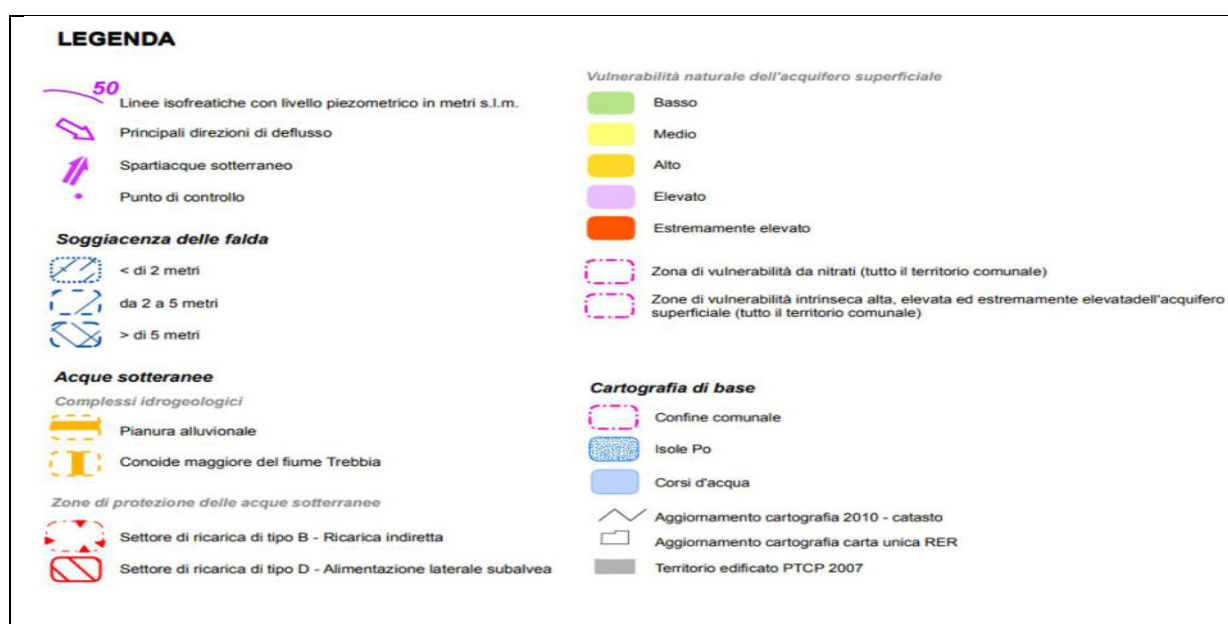 LEGENDA
50
Linee isofreatiche con livello piezometrico in metri s.l.m.
Principali direzioni di deflusso
Spartiacque sotterraneo
Punto di controllo
Soggiacenza delle falda
< di 2 metri
da 2 a 5 metri
> di 5 metri
Acque sotteranee
Complessi idrogeologici
Pianura alluvionale
Conoide maggiore del fiume Trebbia
Zone di protezione delle acque sotterranee
Settore di ricarica di tipo B - Ricarica indiretta
Settore di ricarica di tipo D - Alimentazione laterale subalvea
Vulnerabilità naturale dell'acquifero superficiale
Basso
Medio
Alto
Elevato
Estremamente elevato
Zona di vulnerabilità da nitrati (tutto il territorio comunale)
Zone di vulnerabilità intrinseca alta, elevata ed estremamente elevatadell'acquifero
superficiale (tutto il territorio comunale)
Cartografia di base
Confine comunale
Isole Po
Corsi d'acqua
Aggiornamento cartografia 2010 - catasto
Aggiornamento cartografia carta unica RER
Territorio edificato PTCP 2007